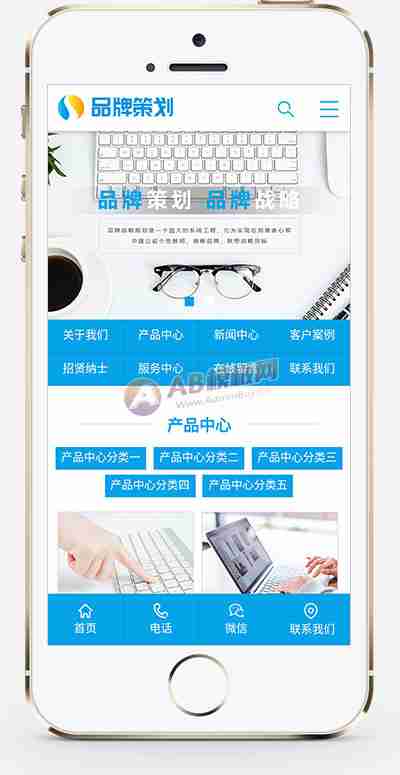 品牌策划
品牌策划 品牌战略
关于我们 产品中心 新闻中心 客户案例
招贤纳士 服务中心 在线留言 联系我们
AB模板网
产品中心
产品中心分类一 产品中心分类二 产品中心分类三
产品中心分类四 产品中心分类五
首页 电话 微信 联系我们